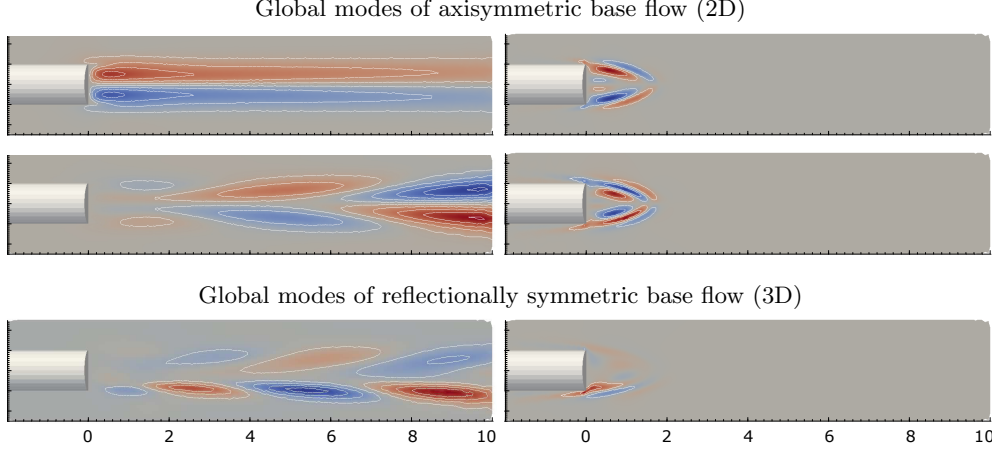 Global modes of axisymmetric base flow (2D)
Global modes of reflectionally symmetric base flow (3D)
0 2 4 6 8 10 0 2 4 6 8 10